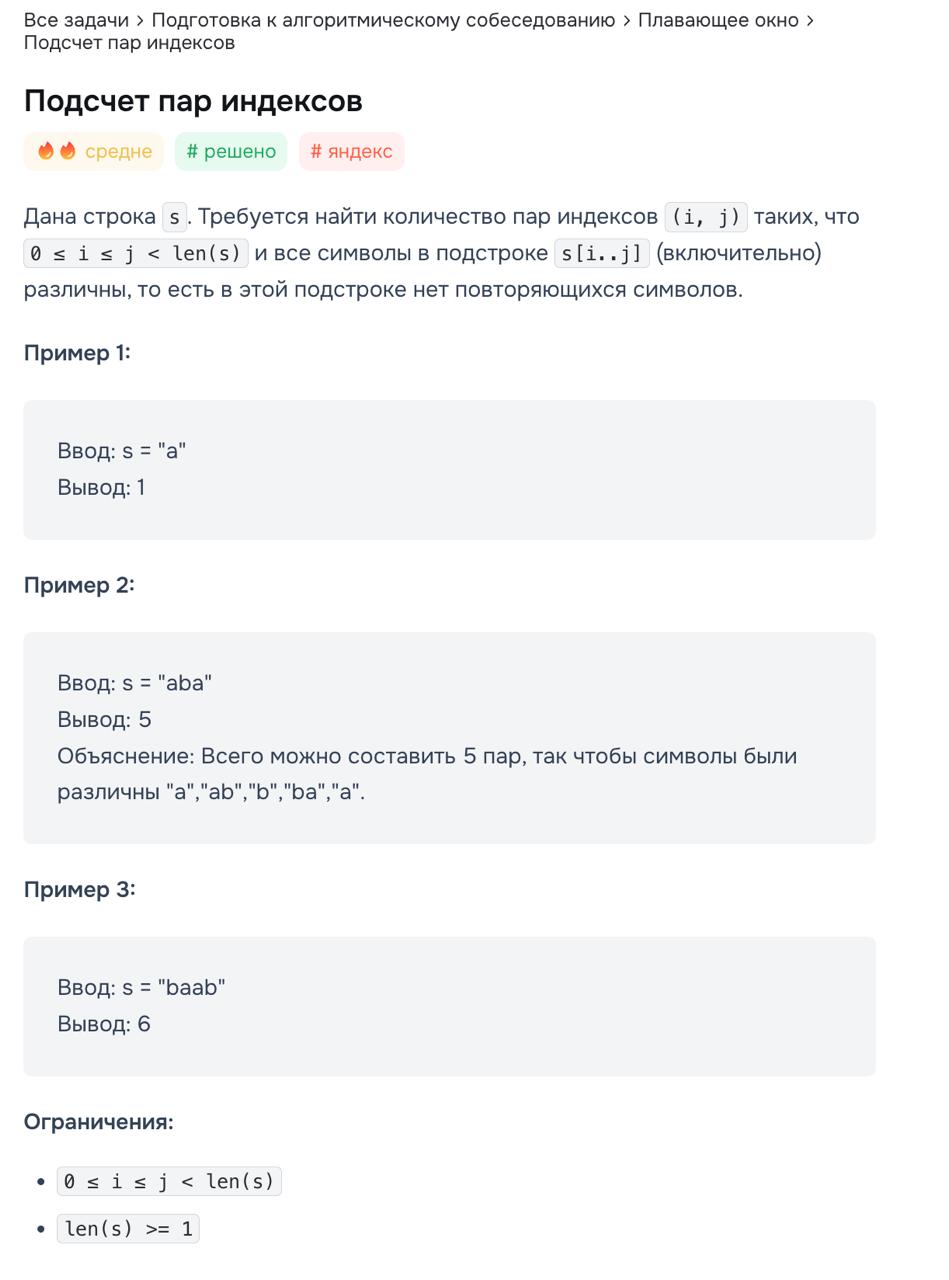 Все задачи > Подготовка к алгоритмическому собеседованию > Плавающее окно >
Подсчет пар индексов
Подсчет пар индексов
🔥🔥 средне # решено # яндекс
Дана строка s. Требуется найти количество пар индексов (i, j) таких, что
0 ≤ i ≤ j < len(s) и все символы в подстроке s[i..j] (включительно)
различны, то есть в этой подстроке нет повторяющихся символов.
Пример 1:
Ввод: s = "a"
Вывод: 1
Пример 2:
Ввод: s = "aba"
Вывод: 5
Объяснение: Всего можно составить 5 пар, так чтобы символы были
различны "a","ab","b","ba","a".
Пример 3:
Ввод: s = "baab"
Вывод: 6
Ограничения:
• 0 ≤ i ≤ j < len(s)
• len(s) >= 1